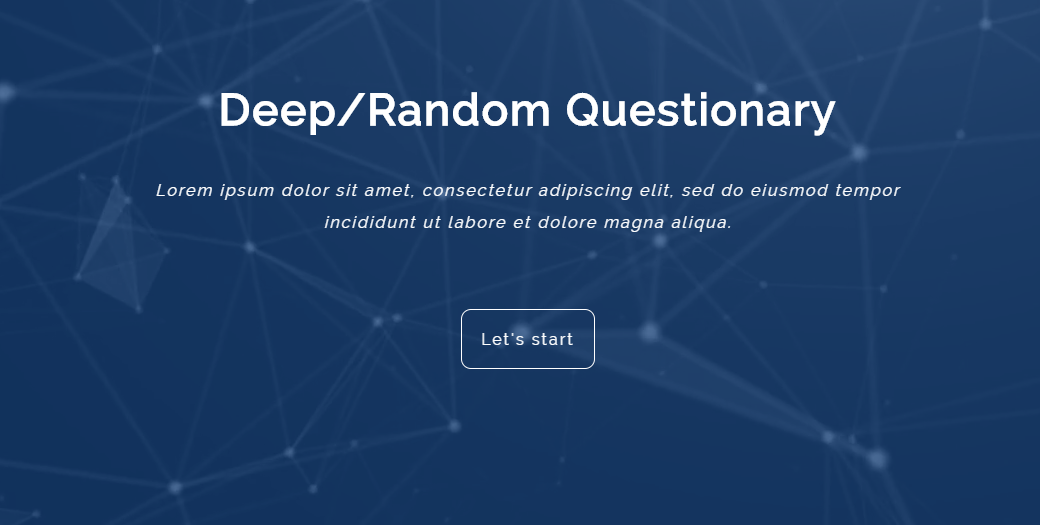 Deep/Random Questionary
Lorem ipsum dolor sit amet, consectetur adipiscing elit, sed do eiusmod tempor
incididunt ut labore et dolore magna aliqua.
Let's start